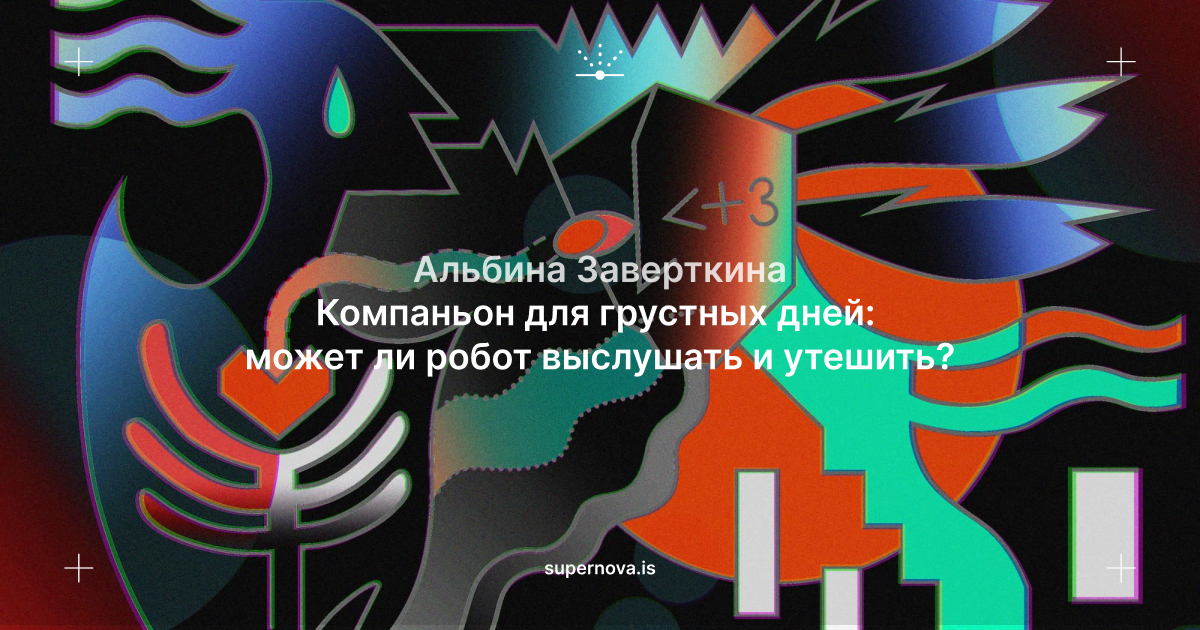 <+3
Альбина Заверткина
Компаньон для грустных дней:
может ли робот выслушать и утешить?
supernova.is